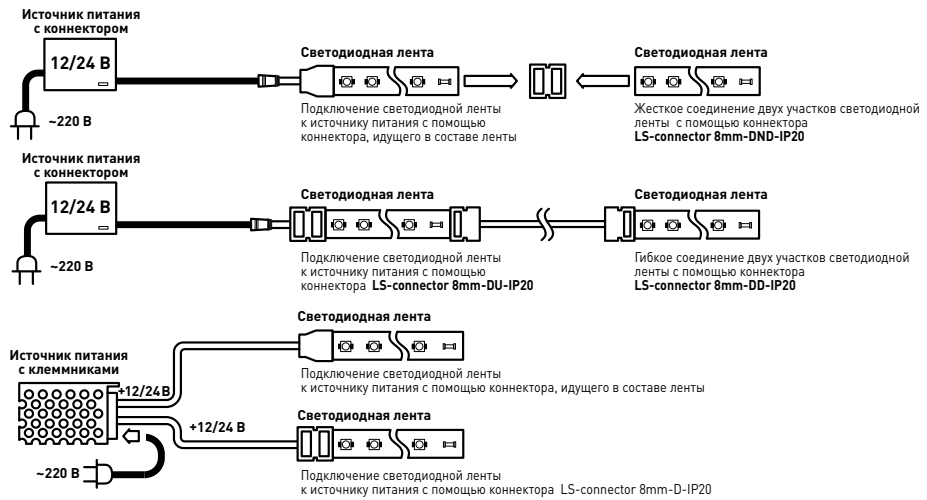 Источник питания
с коннектором
12/24 В
~220 В
Светодиодная лента
Подключение светодиодной ленты
к источнику питания с помощью
коннектора, идущего в составе ленты
Светодиодная лента
Жесткое соединение двух участков светодиодной
ленты с помощью коннектора
LS-connector 8mm-DND-IP20
Источник питания
с коннектором
12/24 В
~220 В
Светодиодная лента
Подключение светодиодной ленты
к источнику питания с помощью
коннектора LS-connector 8mm-DU-IP20
Светодиодная лента
Гибкое соединение двух участков светодиодной
ленты с помощью коннектора
LS-connector 8mm-DD-IP20
Источник питания
с клеммниками
+12/24В
+12/24 В
~220 В
Светодиодная лента
Подключение светодиодной ленты
к источнику питания с помощью коннектора, идущего в составе ленты
Светодиодная лента
Подключение светодиодной ленты
к источнику питания с помощью коннектора LS-connector 8mm-D-IP20